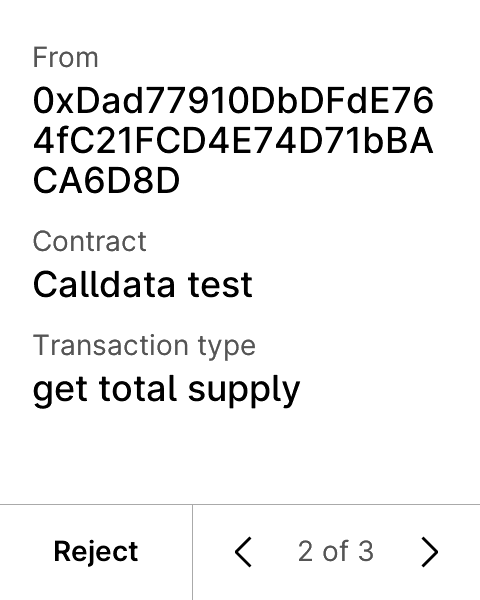 From
0xDad77910DbDFdE76
4fC21FCD4E74D71bBA
CA6D8D
Contract
Calldata test
Transaction type
get total supply
Reject
2 of 3